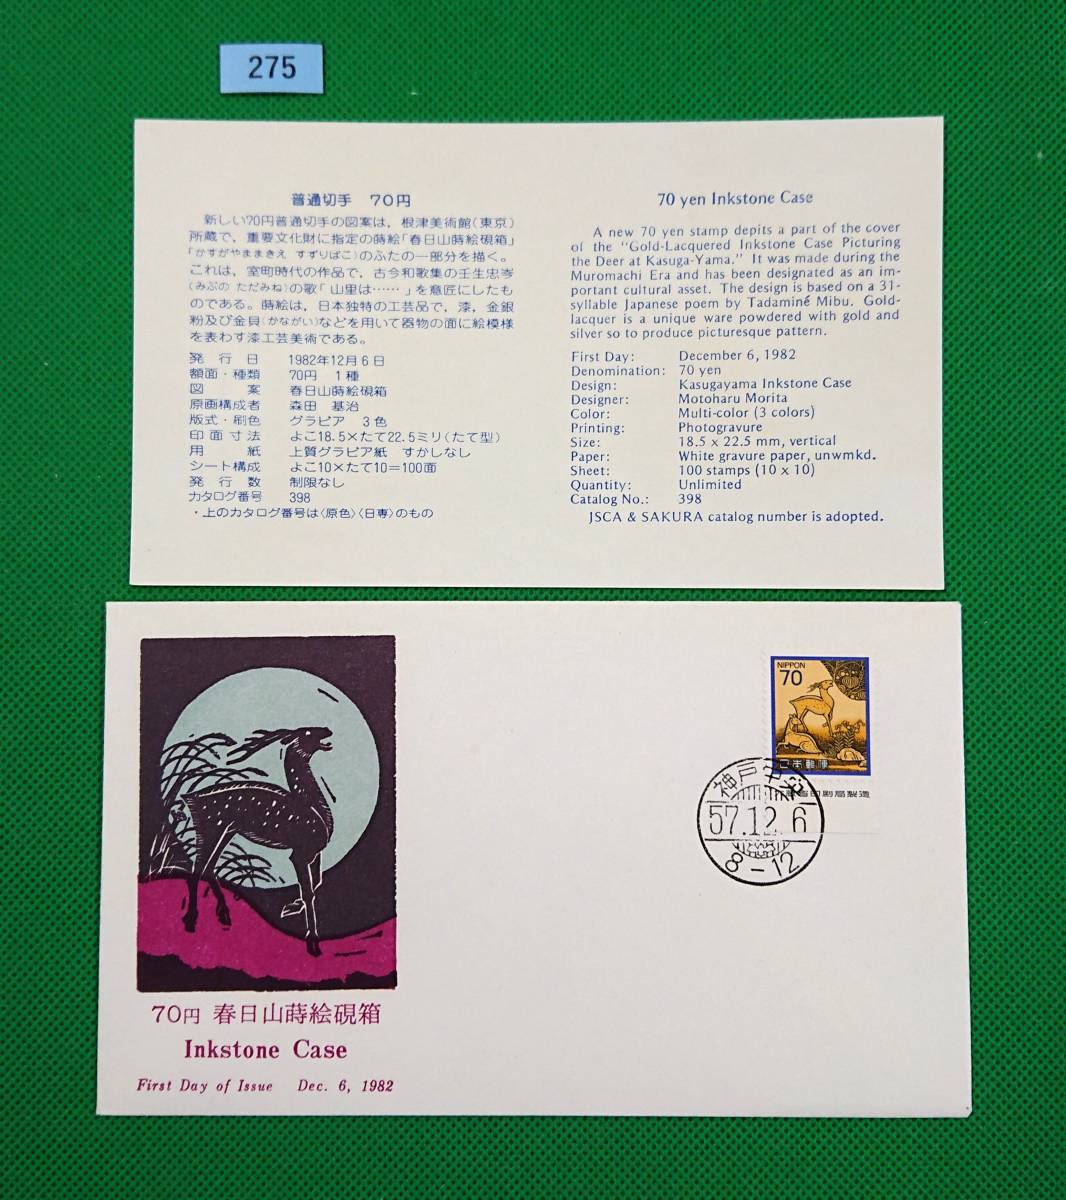 275
普通切手 70円
新しい70円普通切手の図案は，根津美術館(東京)
所蔵で，重要文化財に指定の蒔絵「春日山蒔絵硯箱」
「(かすがやままきえ すずりばこ)のふたの一部分を描く。
これは，室町時代の作品で，古今和歌集の壬生忠岑
(みぶの ただみね)の歌「山里は……」を意匠にしたも
のである。蒔絵は，日本独特の工芸品で，漆，金銀
粉及び金貝(かながい)などを用いて器物の面に絵模様
を表わす漆工芸美術である。
発行日 1982年12月6日
額面・種類 70円 1種
図案 春日山蒔絵硯箱
原画構成者 森田 基治
版式・刷色 グラビア 3色
印面寸法 よこ18.5×たて22.5ミリ(たて型)
用紙 上質グラビア紙 すかしなし
シート構成 よこ10×たて10＝100面
発行数 制限なし
カタログ番号 398
・上のカタログ番号は〈原色〉〈日専〉のもの
70 yen Inkstone Case
A new 70 yen stamp depits a part of the cover
of the "Gold-Lacquered Inkstone Case Picturing
the Deer at Kasuga-Yama." It was made during the
Muromachi Era and has been designated as an im-
portant cultural asset. The design is based on a 31-
syllable Japanese poem by Tadaminé Mibu. Gold-
lacquer is a unique ware powdered with gold and
silver so to produce picturesque pattern.
First Day: December 6, 1982
Denomination: 70 yen
Design: Kasugayama Inkstone Case
Designer: Motoharu Morita
Color: Multi-color (3 colors)
Printing: Photogravure
Size: 18.5 x 22.5 mm, vertical
Paper: White gravure paper, unwmkd.
Sheet: 100 stamps (10 x 10)
Quantity: Unlimited
Catalog No.: 398
JSCA & SAKURA catalog number is adopted.
NIPPON
70
日本郵便
印刷局製造
神戸中央
57.12.6
8-12
70円 春日山蒔絵硯箱
Inkstone Case
First Day of Issue Dec. 6, 1982